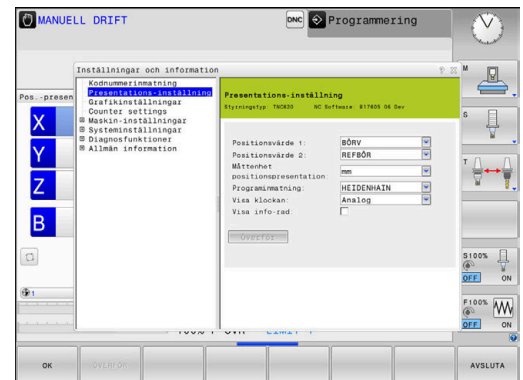 MANUELL DRIFT
DNC
Programmering
Inställningar och information
Kodnummerinmatning
Presentations-inställning
Grafikinställningar
Counter settings
Maskin-inställningar
Systeminställningar
Diagnosfunktioner
Allmän information
Presentations-inställning
Styrningstyp: TNC620 NC Software: 817605 06 Dev
Positionsvärde 1: BÖRV
Positionsvärde 2: REFBÖR
Måttenhet positionspresentation: mm
Programinmatning: HEIDENHAIN
Visa klockan: Analog
Visa info-rad:
Överför
Pos.-presen
X
Y
Z
B
1
M
S
T
S100%
OFF ON
F100%
OFF ON
OK
ÖVERFÖR
AVSLUTA